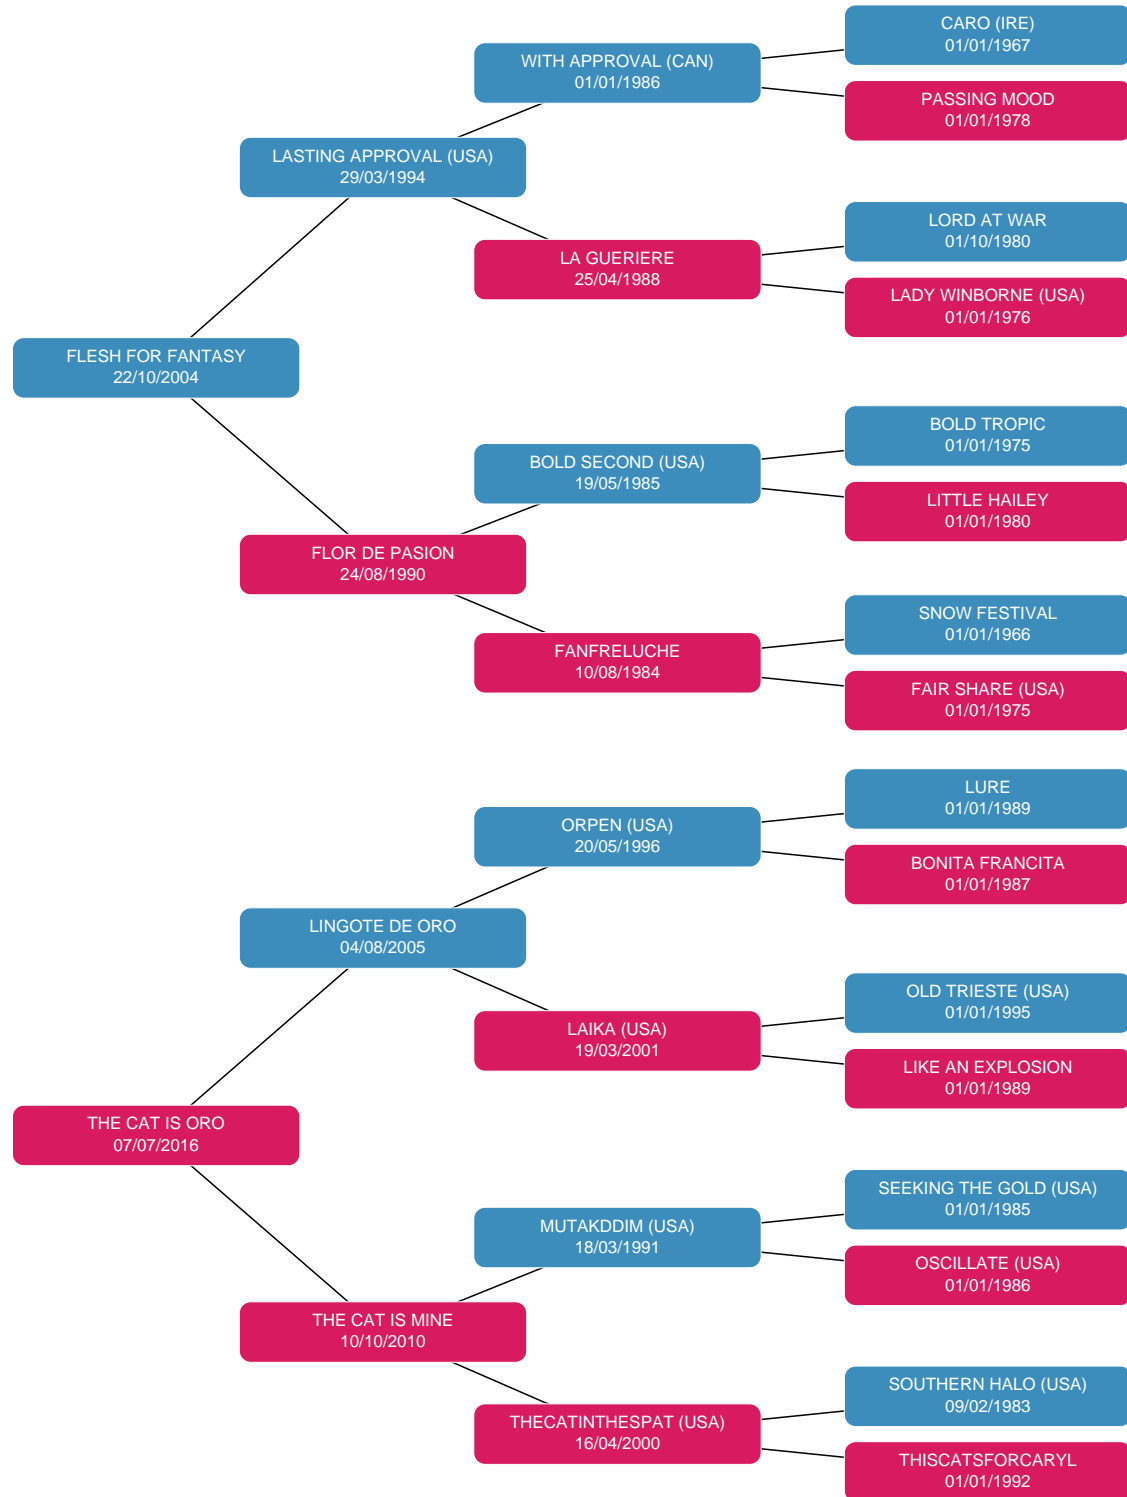 CARO (IRE)
01/01/1967
WITH APPROVAL (CAN)
01/01/1986
PASSING MOOD
01/01/1978
LASTING APPROVAL (USA)
29/03/1994
LORD AT WAR
01/10/1980
LA GUERIERE
25/04/1988
LADY WINBORNE (USA)
01/01/1976
FLESH FOR FANTASY
22/10/2004
BOLD TROPIC
01/01/1975
BOLD SECOND (USA)
19/05/1985
LITTLE HAILEY
01/01/1980
FLOR DE PASION
24/08/1990
SNOW FESTIVAL
01/01/1966
FANFRELUCHE
10/08/1984
FAIR SHARE (USA)
01/01/1975
LURE
01/01/1989
ORPEN (USA)
20/05/1996
BONITA FRANCITA
01/01/1987
LINGOTE DE ORO
04/08/2005
OLD TRIESTE (USA)
01/01/1995
LAIKA (USA)
19/03/2001
LIKE AN EXPLOSION
01/01/1989
THE CAT IS ORO
07/07/2016
SEEKING THE GOLD (USA)
01/01/1985
MUTAKDDIM (USA)
18/03/1991
OSCILLATE (USA)
01/01/1986
THE CAT IS MINE
10/10/2010
SOUTHERN HALO (USA)
09/02/1983
THECATINTHESPAT (USA)
16/04/2000
THISCATSFORCARYL
01/01/1992